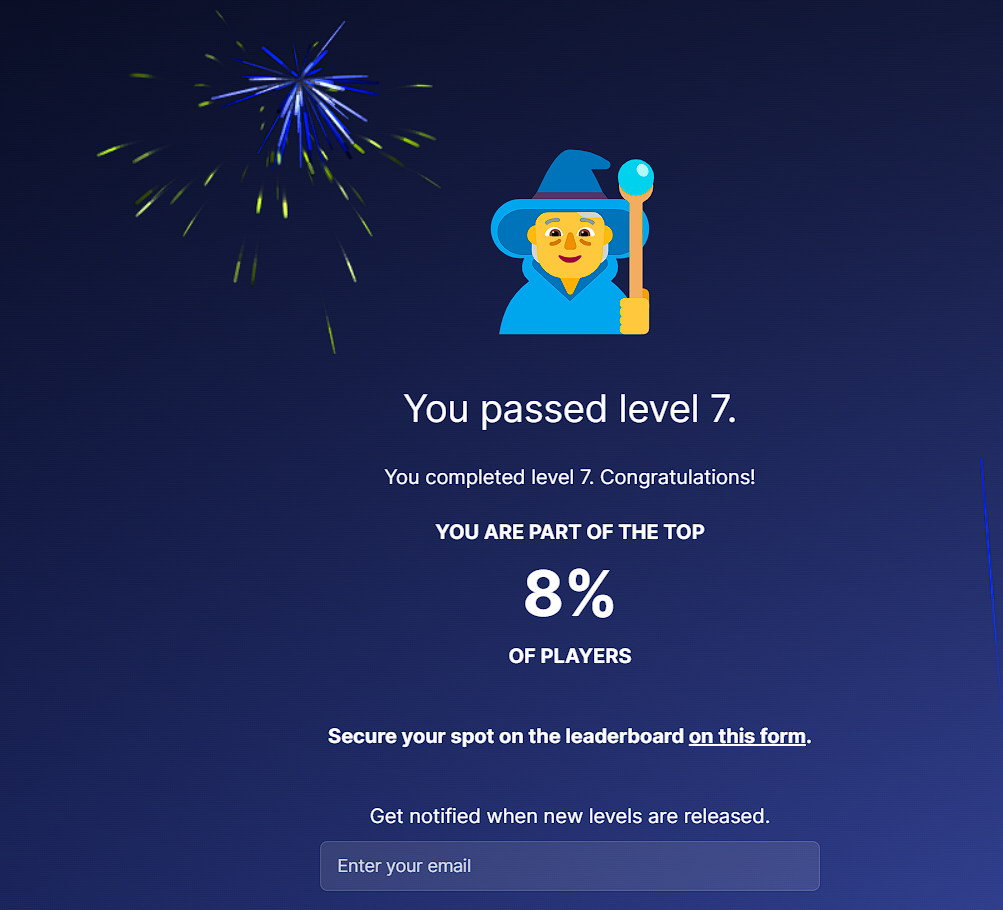 You passed level 7.
You completed level 7. Congratulations!
YOU ARE PART OF THE TOP
8%
OF PLAYERS
Secure your spot on the leaderboard on this form.
Get notified when new levels are released.
Enter your email